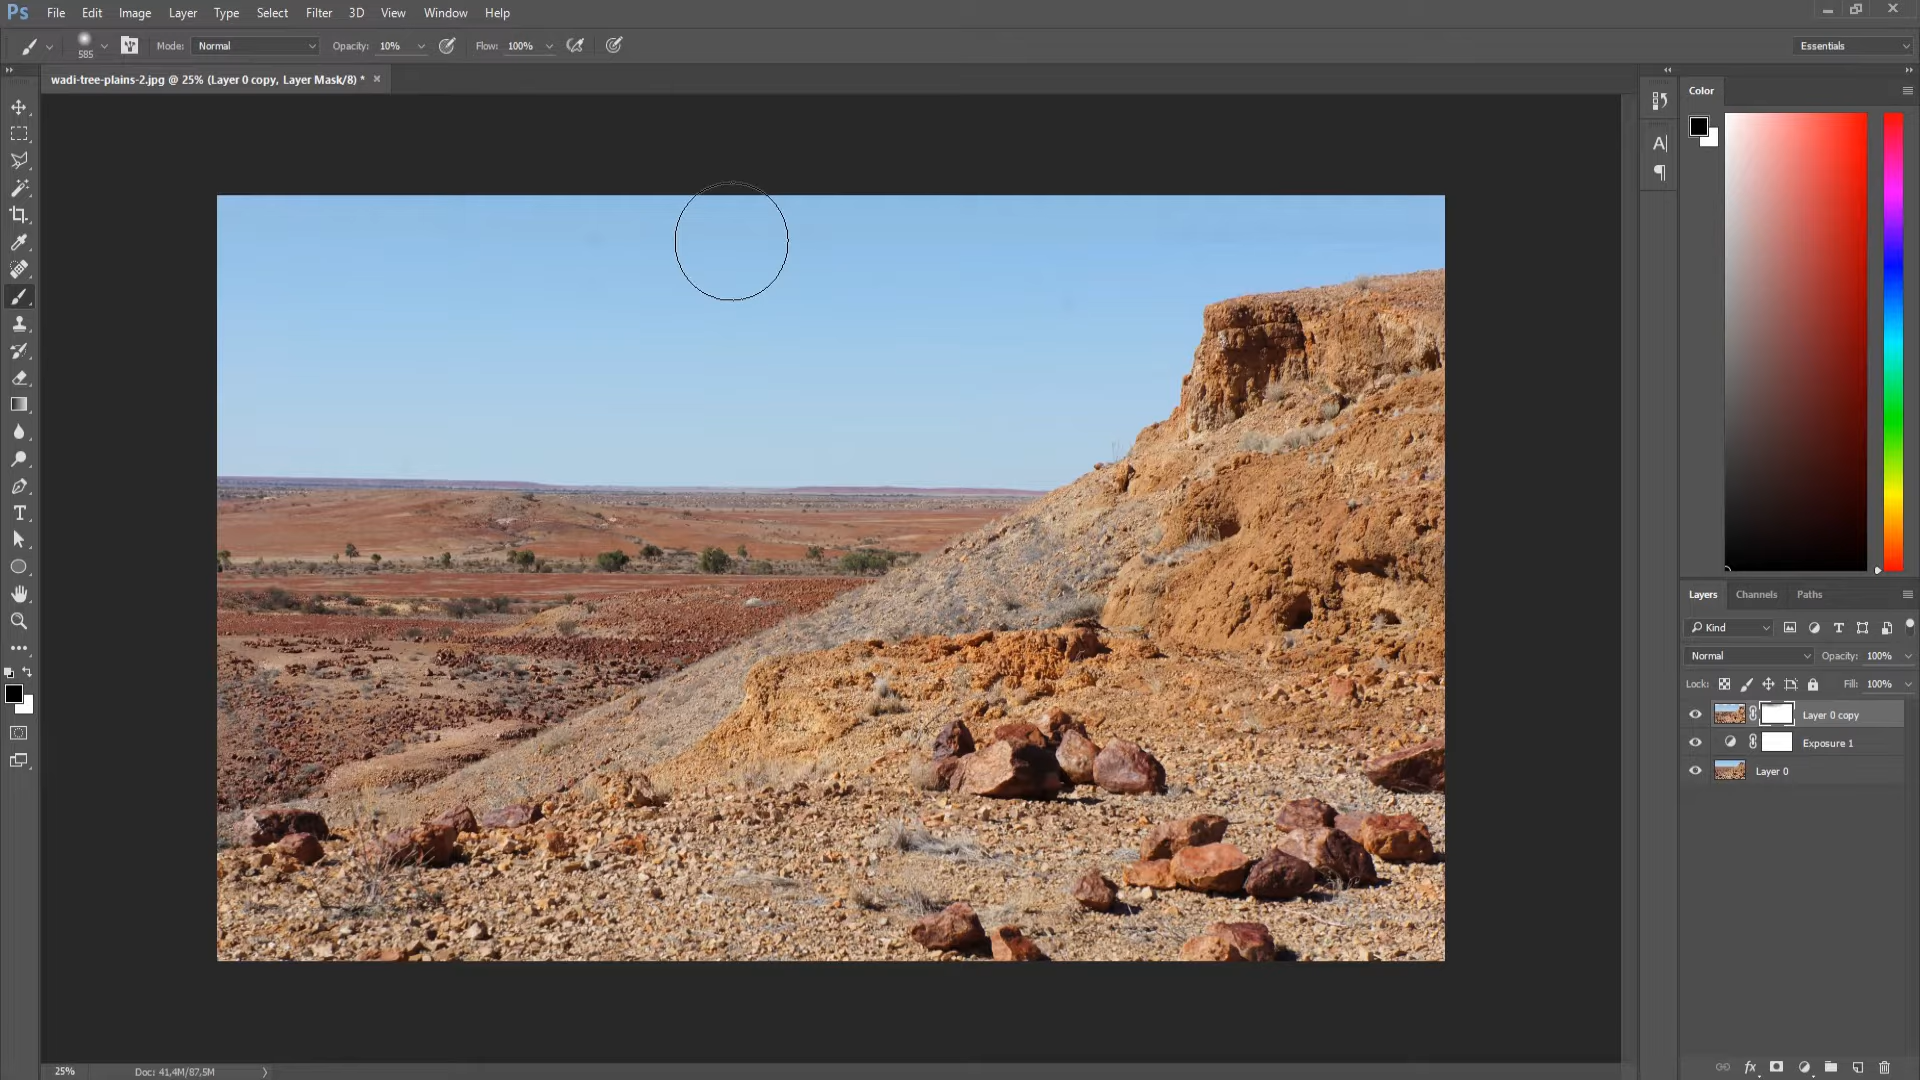 Ps File Edit Image Layer Type Select Filter 3D View Window Help
585 Mode: Normal Opacity: 10% Flow: 100% Essentials
wadi-tree-plains-2.jpg @ 25% (Layer 0 copy, Layer Mask/8) *
Color
Layers Channels Paths
Kind
Normal Opacity: 100%
Lock: Fill: 100%
Layer 0 copy
Exposure 1
Layer 0
25% Doc: 41,4M/87,5M